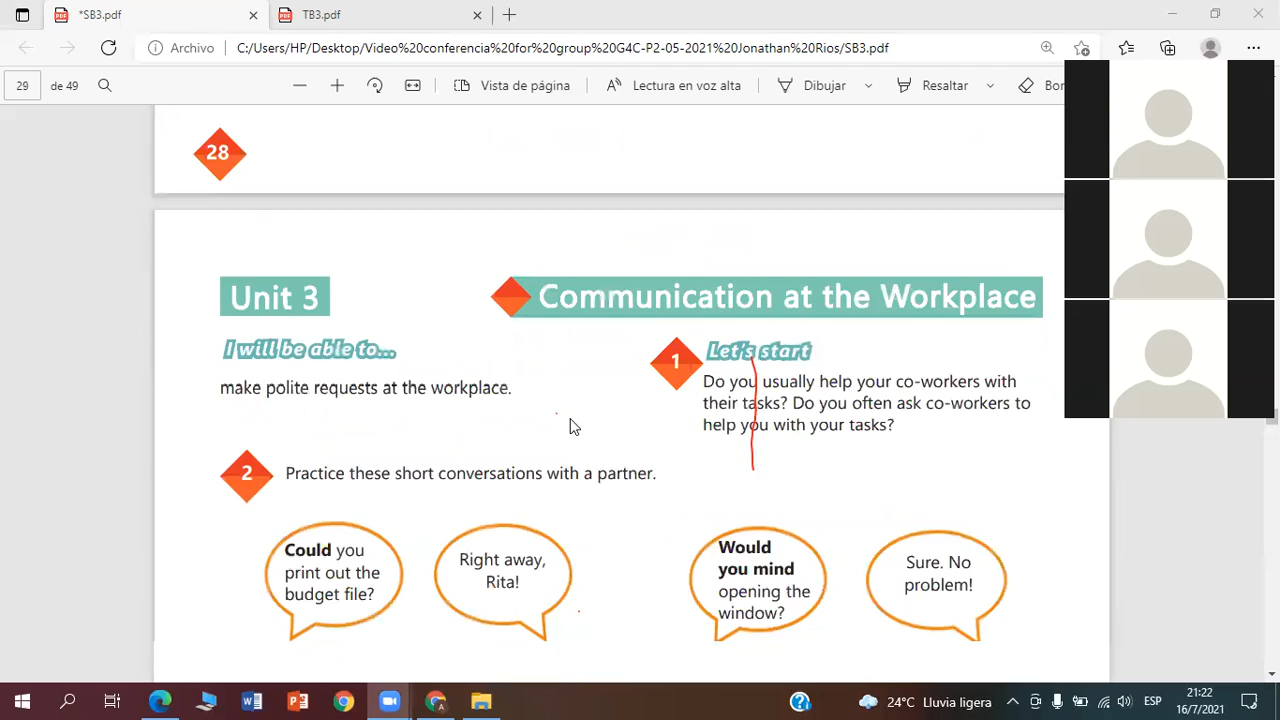 *SB3.pdf
TB3.pdf
Archivo
C:/Users/HP/Desktop/Video%20conferencia%20for%20group%20G4C-P2-05-2021%20Jonathan%20Rios/SB3.pdf
29
de 49
Vista de página
Lectura en voz alta
Dibujar
Resaltar
Bor
28
Unit 3
Communication at the Workplace
I will be able to...
make polite requests at the workplace.
1
Let's start
Do you usually help your co-workers with
their tasks? Do you often ask co-workers to
help you with your tasks?
2
Practice these short conversations with a partner.
Could you
print out the
budget file?
Right away,
Rita!
Would
you mind
opening the
window?
Sure. No
problem!
24°C Lluvia ligera
ESP
21:22
16/7/2021